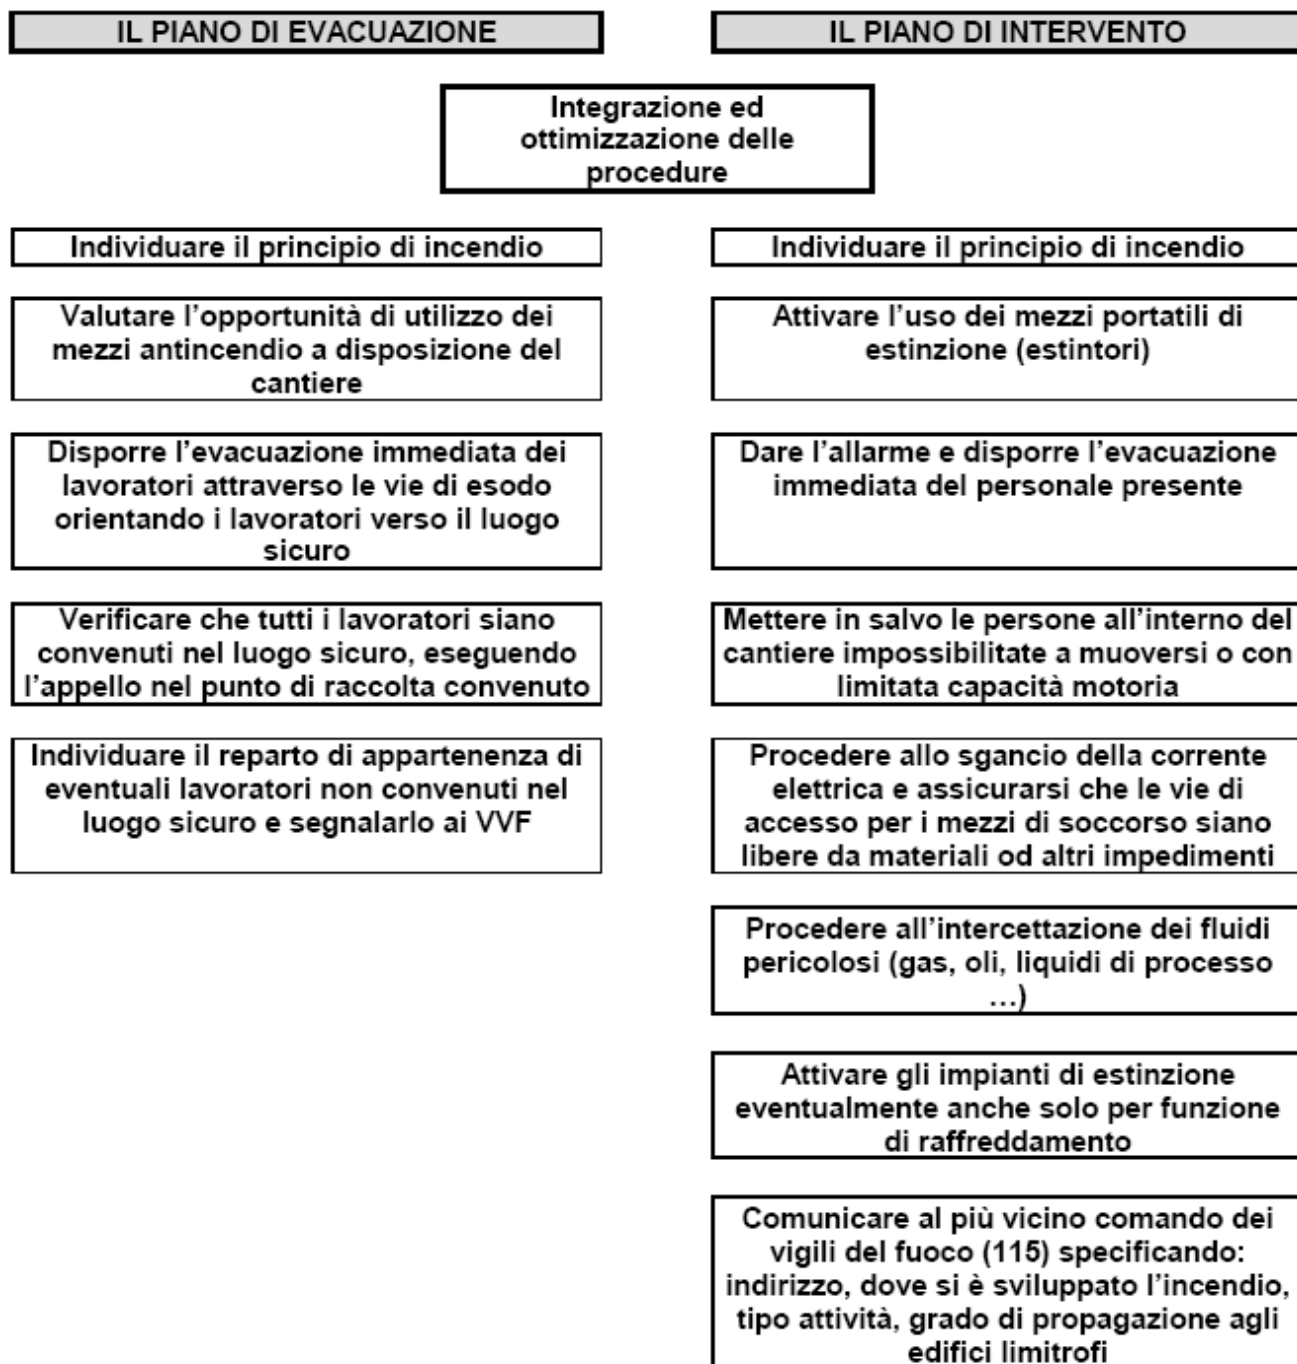 IL PIANO DI EVACUAZIONE
IL PIANO DI INTERVENTO
Integrazione ed
ottimizzazione delle
procedure
Individuare il principio di incendio
Valutare l'opportunità di utilizzo dei
mezzi antincendio a disposizione del
cantiere
Disporre l'evacuazione immediata dei
lavoratori attraverso le vie di esodo
orientando i lavoratori verso il luogo
sicuro
Verificare che tutti i lavoratori siano
convenuti nel luogo sicuro, eseguendo
l'appello nel punto di raccolta convenuto
Individuare il reparto di appartenenza di
eventuali lavoratori non convenuti nel
luogo sicuro e segnalarlo ai VVF
Individuare il principio di incendio
Attivare l'uso dei mezzi portatili di
estinzione (estintori)
Dare l'allarme e disporre l'evacuazione
immediata del personale presente
Mettere in salvo le persone all'interno del
cantiere impossibilitate a muoversi o con
limitata capacità motoria
Procedere allo sgancio della corrente
elettrica e assicurarsi che le vie di
accesso per i mezzi di soccorso siano
libere da materiali od altri impedimenti
Procedere all'intercettazione dei fluidi
pericolosi (gas, oli, liquidi di processo
…)
Attivare gli impianti di estinzione
eventualmente anche solo per funzione
di raffreddamento
Comunicare al più vicino comando dei
vigili del fuoco (115) specificando:
indirizzo, dove si è sviluppato l'incendio,
tipo attività, grado di propagazione agli
edifici limitrofi